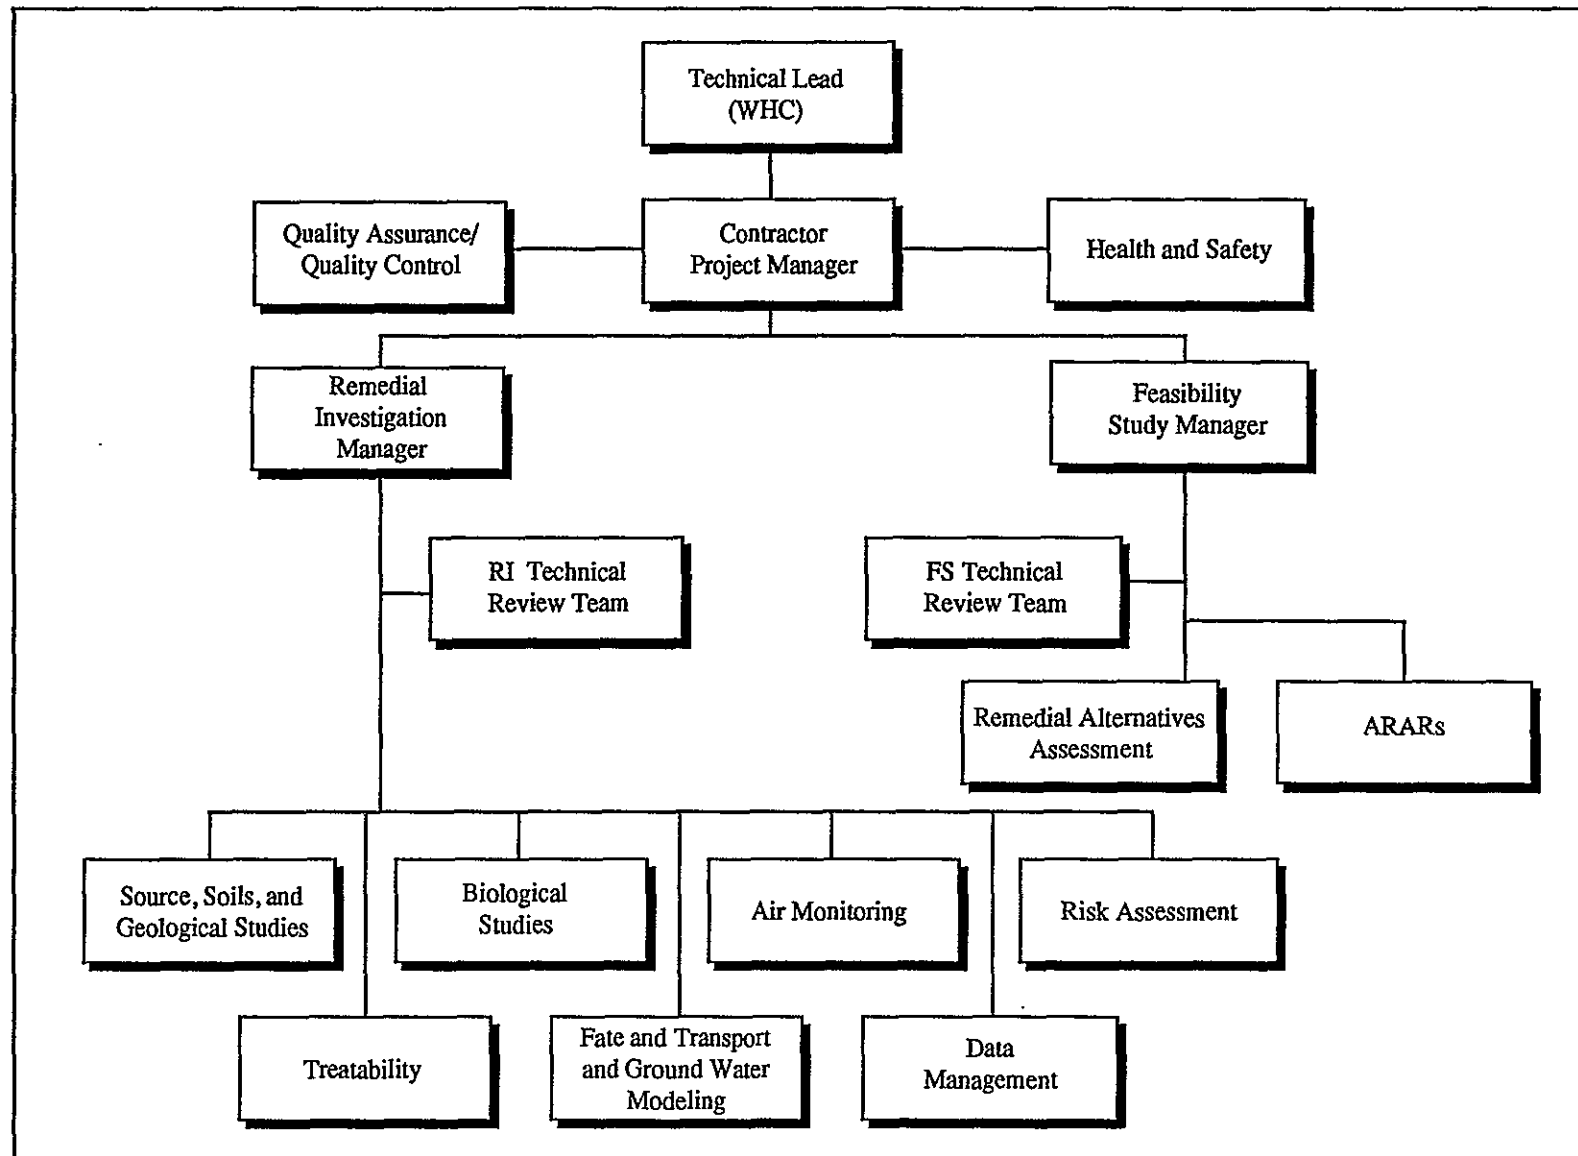 Technical Lead
(WHC)
Quality Assurance/
Quality Control
Contractor
Project Manager
Health and Safety
Remedial
Investigation
Manager
Feasibility
Study Manager
RI Technical
Review Team
FS Technical
Review Team
Remedial Alternatives
Assessment
ARARs
Source, Soils, and
Geological Studies
Biological
Studies
Air Monitoring
Risk Assessment
Treatability
Fate and Transport
and Ground Water
Modeling
Data
Management